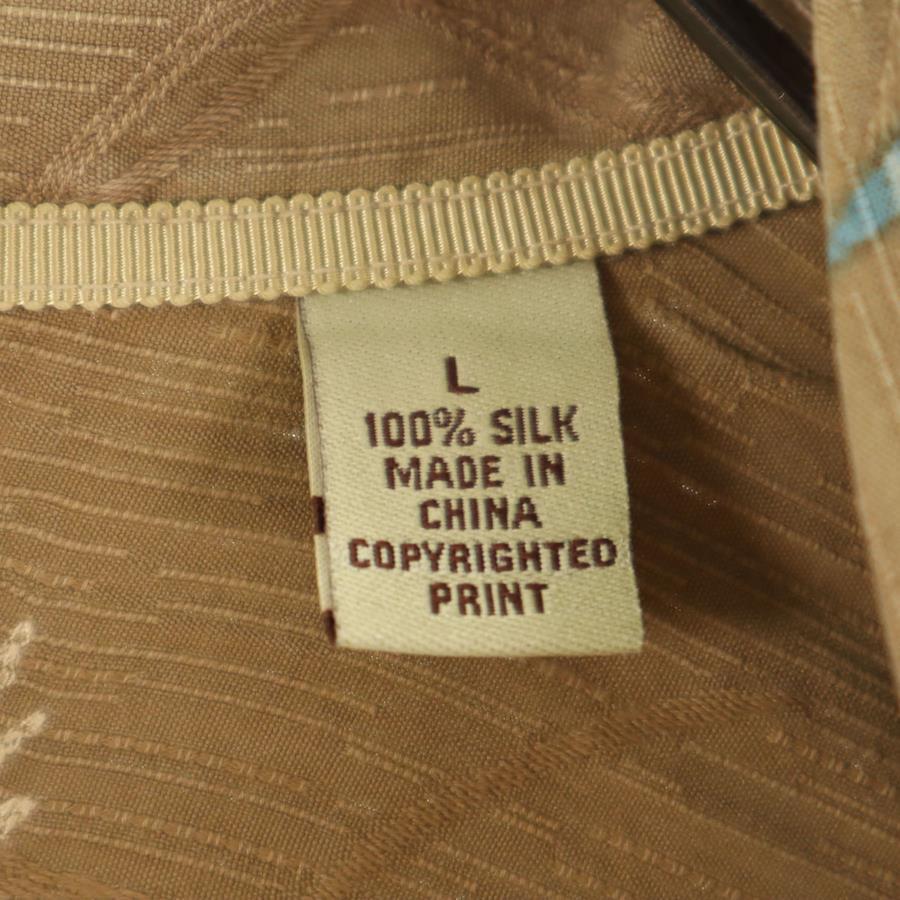 L
100% SILK
MADE IN
CHINA
COPYRIGHTED
PRINT